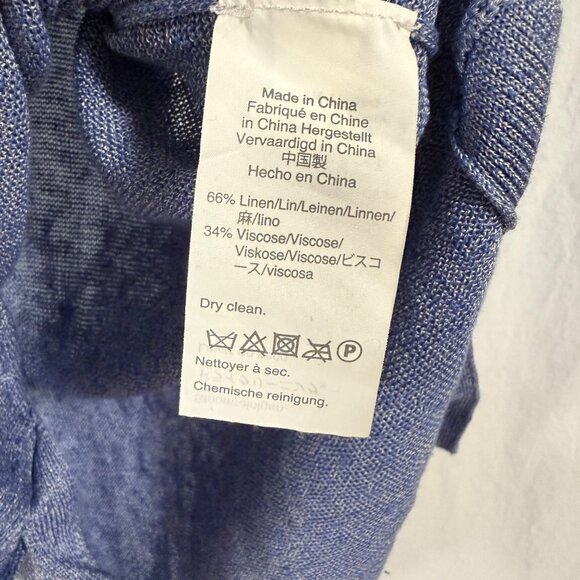 Made in China
Fabriqué en Chine
in China Hergestellt
Vervaardigd in China
中国製
Hecho en China
66% Linen/Lin/Leinen/Linnen/
麻/lino
34% Viscose/Viscose/
Viskose/Viscose/ビスコ
ース/viscosa
Dry clean.
P
Nettoyer à sec.
Chemische reinigung.